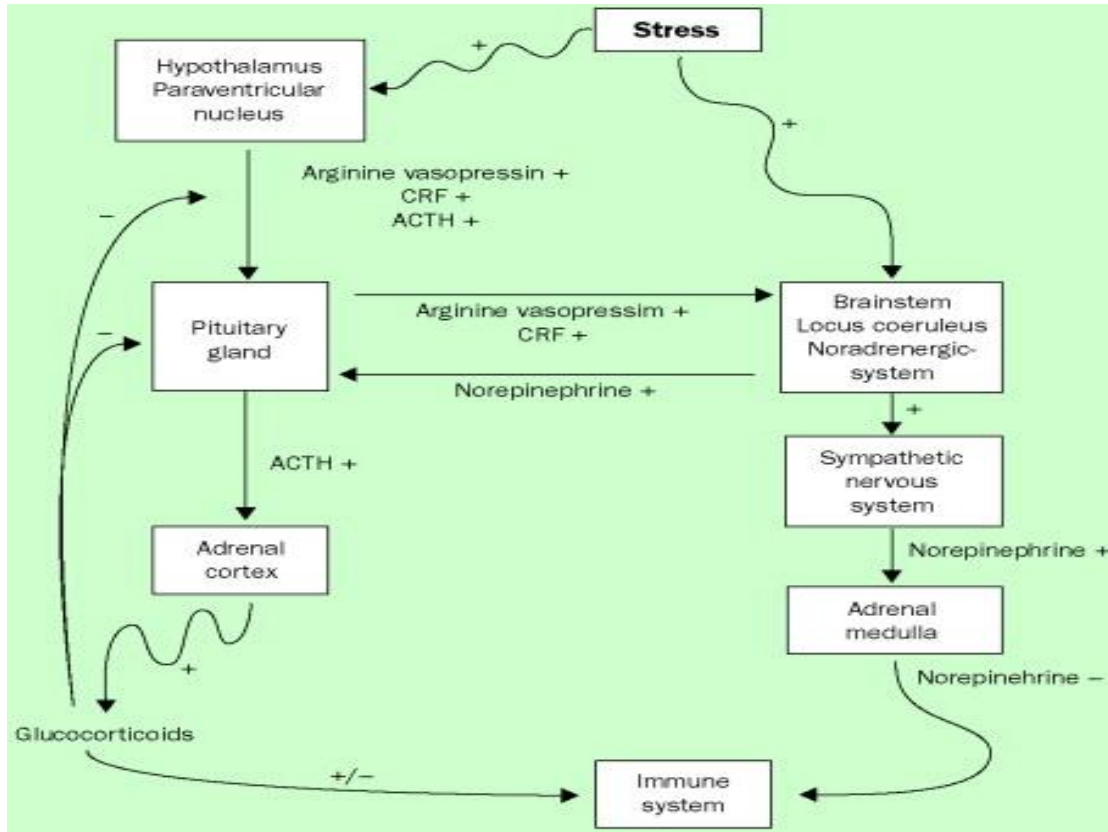 Stress
+
Hypothalamus
Paraventricular
nucleus
+
Arginine vasopressin +
CRF +
ACTH +
−
Pituitary
gland
−
Arginine vasopressim +
CRF +
Norepinephrine +
Brainstem
Locus coeruleus
Noradrenergic-
system
+
Sympathetic
nervous
system
ACTH +
Adrenal
cortex
Norepinephrine +
Adrenal
medulla
+
Norepinehrine −
Glucocorticoids
+/−
Immune
system